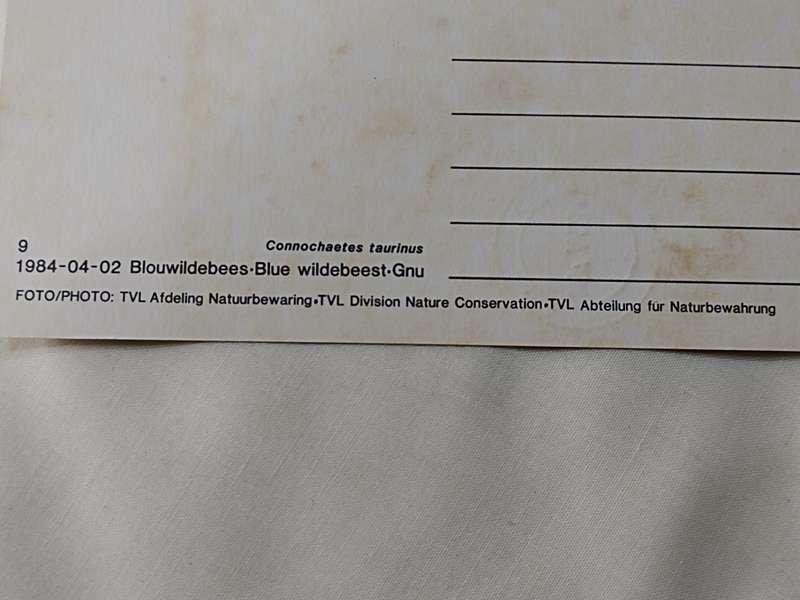 9
Connochaetes taurinus
1984-04-02 Blouwildebees•Blue wildebeest•Gnu
FOTO/PHOTO: TVL Afdeling Natuurbewaring•TVL Division Nature Conservation•TVL Abteilung für Naturbewahrung